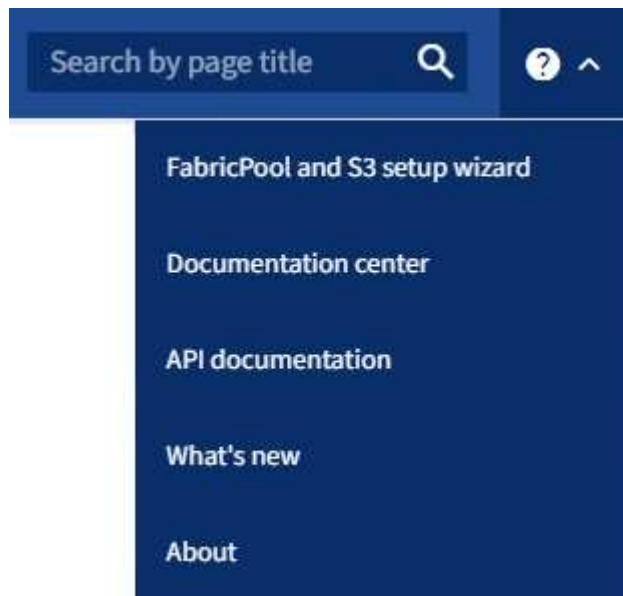 Search by page title
FabricPool and S3 setup wizard
Documentation center
API documentation
What's new
About